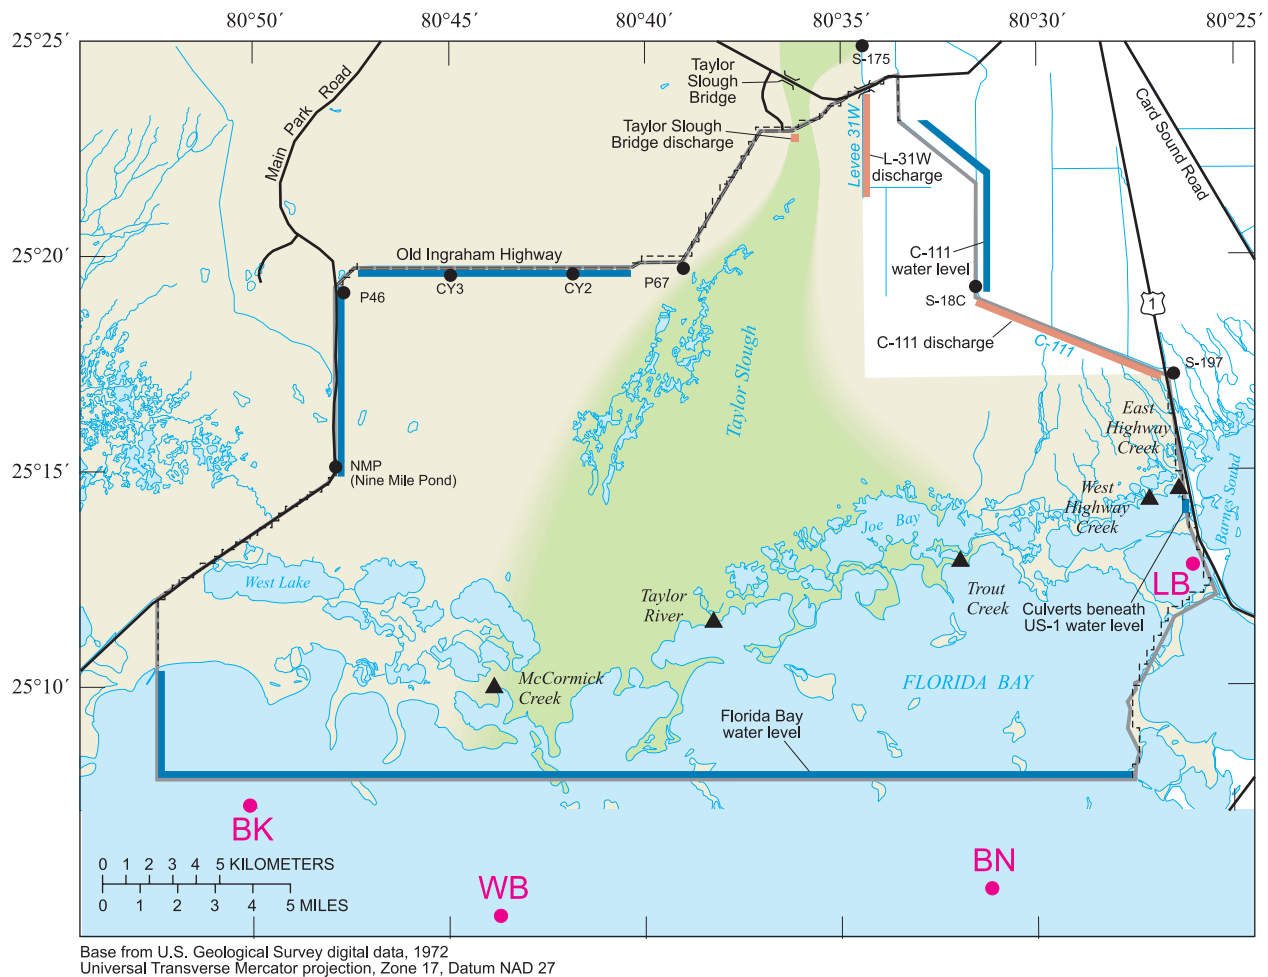 80°50′ 80°45′ 80°40′ 80°35′ 80°30′ 80°25′
25°25′
25°20′
25°15′
25°10′
Main Park Road
Taylor
Slough
Bridge
S-175
Taylor Slough
Bridge discharge
Levee 31W
L-31W
discharge
Card Sound Road
Old Ingraham Highway
P46
CY3
CY2
P67
C-111
water level
S-18C
1
C-111 discharge
C-111
S-197
Taylor Slough
East
Highway
Creek
NMP
(Nine Mile Pond)
West
Highway
Creek
Barnes Sound
Joe Bay
West Lake
Taylor
River
Trout
Creek
LB
Culverts beneath
US-1 water level
McCormick
Creek
FLORIDA BAY
Florida Bay
water level
BK
WB
BN
0 1 2 3 4 5 KILOMETERS
0 1 2 3 4 5 MILES
Base from U.S. Geological Survey digital data, 1972
Universal Transverse Mercator projection, Zone 17, Datum NAD 27